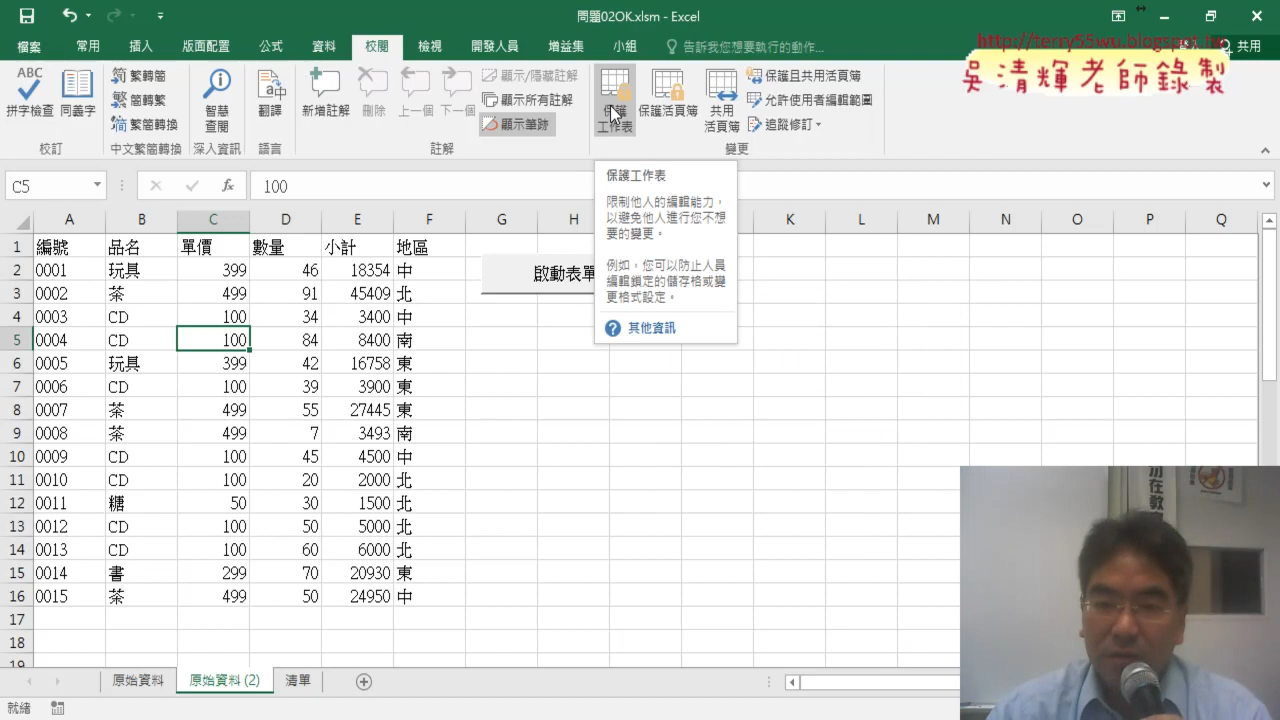 問題02OK.xlsm - Excel
檔案 常用 插入 版面配置 公式 資料 校閱 檢視 開發人員 增益集 小組 告訴我您想要執行的動作... 共用
http://terry55wu.blogspot.tw
吳清輝老師錄製
ABC
拼字檢查 同義字
繁轉簡
簡轉繁
繁簡轉換
智慧
查閱
翻譯
新增註解 刪除 上一個 下一個
顯示/隱藏註解
顯示所有註解
顯示筆跡
保護
工作表
保護活頁簿
共用
活頁簿
保護且共用活頁簿
允許使用者編輯範圍
追蹤修訂
校訂 中文繁簡轉換 深入資訊 語言 註解 變更
C5 fx 100
保護工作表
限制他人的編輯能力，
以避免他人進行您不想
要的變更。
例如，您可以防止人員
編輯鎖定的儲存格或變
更格式設定。
其他資訊
啟動表單
A B C D E F G H K L M N O P Q
1 編號 品名 單價 數量 小計 地區
2 0001 玩具 399 46 18354 中
3 0002 茶 499 91 45409 北
4 0003 CD 100 34 3400 中
5 0004 CD 100 84 8400 南
6 0005 玩具 399 42 16758 東
7 0006 CD 100 39 3900 東
8 0007 茶 499 55 27445 東
9 0008 茶 499 7 3493 南
10 0009 CD 100 45 4500 中
11 0010 CD 100 20 2000 北
12 0011 糖 50 30 1500 北
13 0012 CD 100 50 5000 北
14 0013 CD 100 60 6000 北
15 0014 書 299 70 20930 東
16 0015 茶 499 50 24950 中
17
18
19
原始資料 原始資料 (2) 清單
就緒